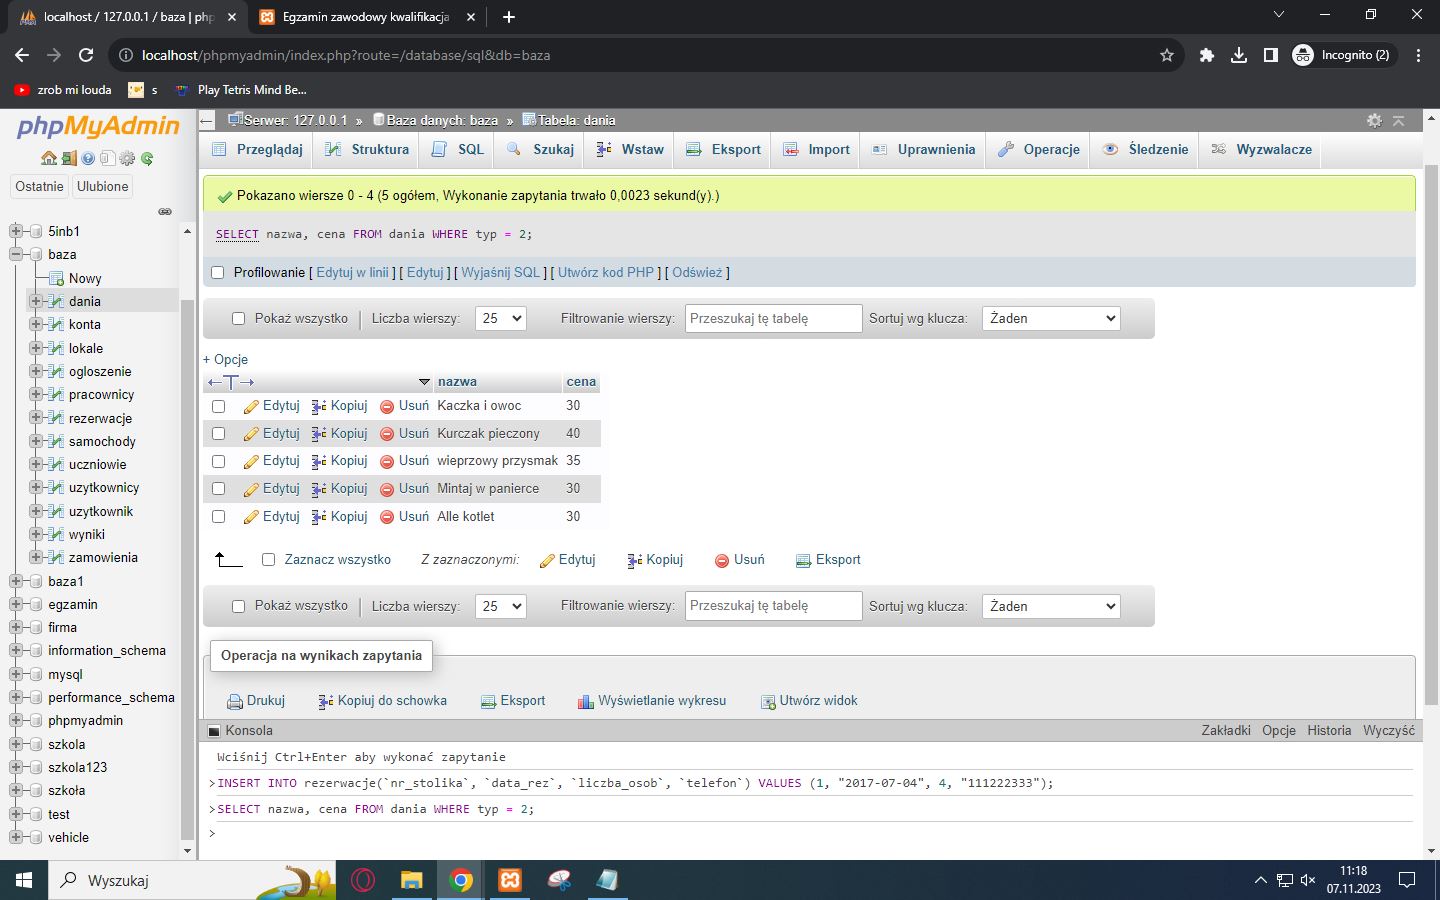 localhost / 127.0.0.1 / baza | php
Egzamin zawodowy kwalifikacja
localhost/phpmyadmin/index.php?route=/database/sql&db=baza
Incognito (2)
zrob mi louda
s
Play Tetris Mind Be...
phpMyAdmin
Ostatnie
Ulubione
5inb1
baza
Nowy
dania
konta
lokale
ogloszenie
pracownicy
rezerwacje
samochody
uczniowie
uzytkownicy
uzytkownik
wyniki
zamowienia
baza1
egzamin
firma
information_schema
mysql
performance_schema
phpmyadmin
szkola
szkola123
szkoła
test
vehicle
Serwer: 127.0.0.1 » Baza danych: baza » Tabela: dania
Przeglądaj Struktura SQL Szukaj Wstaw Eksport Import Uprawnienia Operacje Śledzenie Wyzwalacze
Pokazano wiersze 0 - 4 (5 ogółem, Wykonanie zapytania trwało 0,0023 sekund(y).)
SELECT nazwa, cena FROM dania WHERE typ = 2;
Profilowanie [ Edytuj w linii ] [ Edytuj ] [ Wyjaśnij SQL ] [ Utwórz kod PHP ] [ Odśwież ]
Pokaż wszystko | Liczba wierszy: 25 Filtrowanie wierszy: Przeszukaj tę tabelę Sortuj wg klucza: Żaden
+ Opcje
nazwa cena
Edytuj Kopiuj Usuń Kaczka i owoc 30
Edytuj Kopiuj Usuń Kurczak pieczony 40
Edytuj Kopiuj Usuń wieprzowy przysmak 35
Edytuj Kopiuj Usuń Mintaj w panierce 30
Edytuj Kopiuj Usuń Alle kotlet 30
Zaznacz wszystko Z zaznaczonymi: Edytuj Kopiuj Usuń Eksport
Pokaż wszystko | Liczba wierszy: 25 Filtrowanie wierszy: Przeszukaj tę tabelę Sortuj wg klucza: Żaden
Operacja na wynikach zapytania
Drukuj Kopiuj do schowka Eksport Wyświetlanie wykresu Utwórz widok
Konsola Zakładki Opcje Historia Wyczyść
Wciśnij Ctrl+Enter aby wykonać zapytanie
>INSERT INTO rezerwacje(`nr_stolika`, `data_rez`, `liczba_osob`, `telefon`) VALUES (1, "2017-07-04", 4, "111222333");
>SELECT nazwa, cena FROM dania WHERE typ = 2;
>
Wyszukaj
11:18
07.11.2023